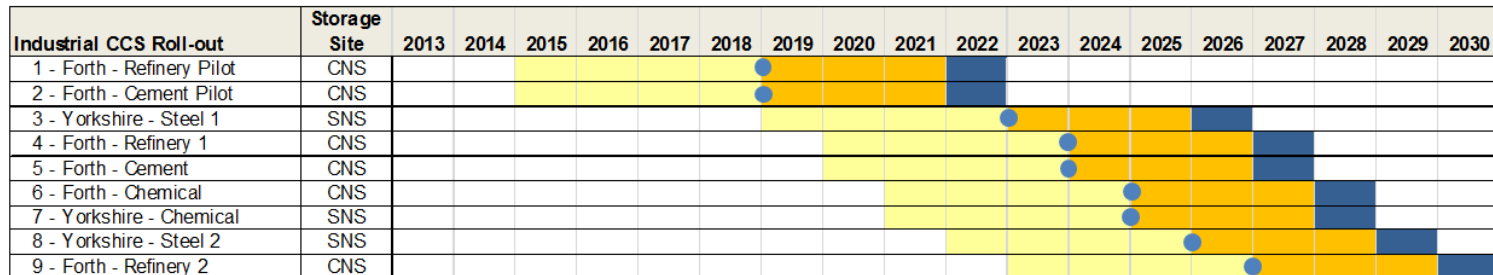 Industrial CCS Roll-out Storage Site 2013 2014 2015 2016 2017 2018 2019 2020 2021 2022 2023 2024 2025 2026 2027 2028 2029 2030
1 - Forth - Refinery Pilot CNS
2 - Forth - Cement Pilot CNS
3 - Yorkshire - Steel 1 SNS
4 - Forth - Refinery 1 CNS
5 - Forth - Cement CNS
6 - Forth - Chemical CNS
7 - Yorkshire - Chemical SNS
8 - Yorkshire - Steel 2 SNS
9 - Forth - Refinery 2 CNS